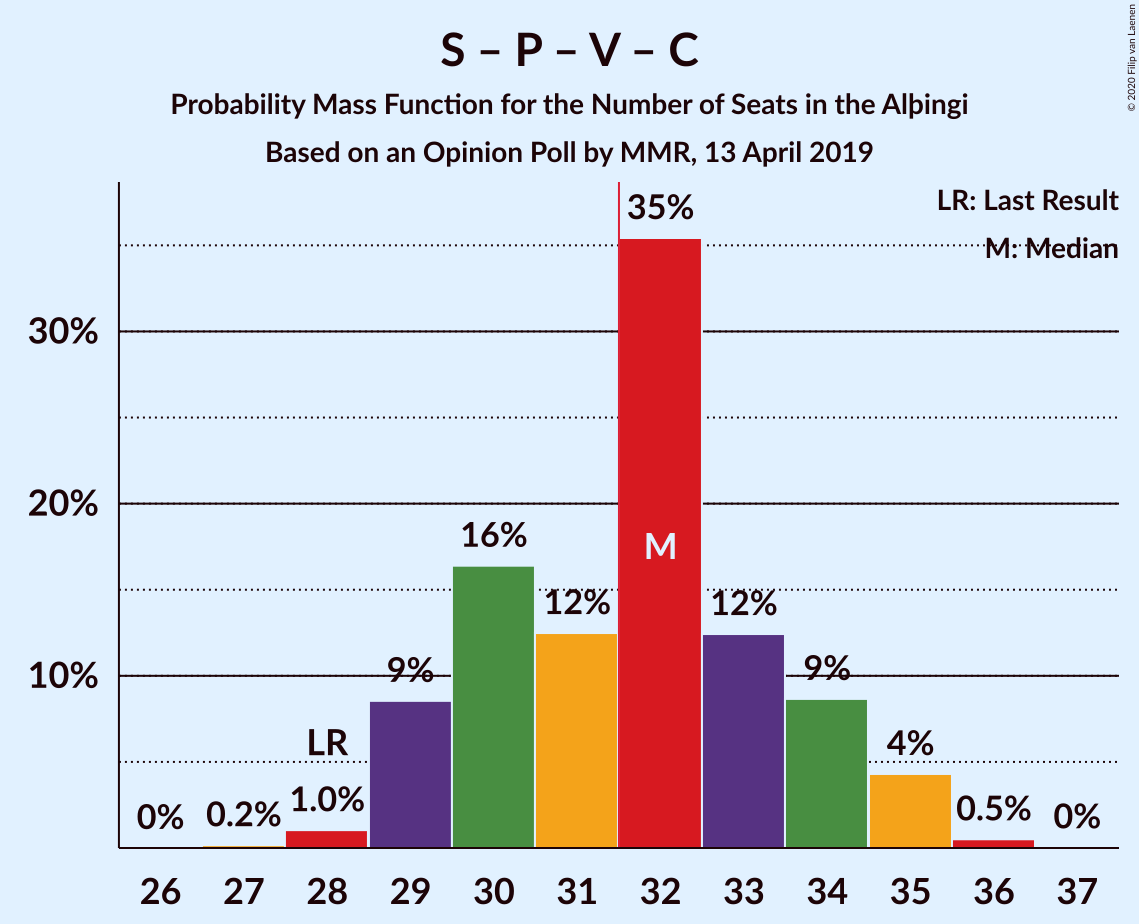 S – P – V – C
Probability Mass Function for the Number of Seats in the Alþingi
Based on an Opinion Poll by MMR, 13 April 2019
© 2020 Filip van Laenen
LR: Last Result
M: Median
30%
20%
10%
0%
0.2%
LR
1.0%
9%
16%
12%
35%
M
12%
9%
4%
0.5%
0%
26 27 28 29 30 31 32 33 34 35 36 37